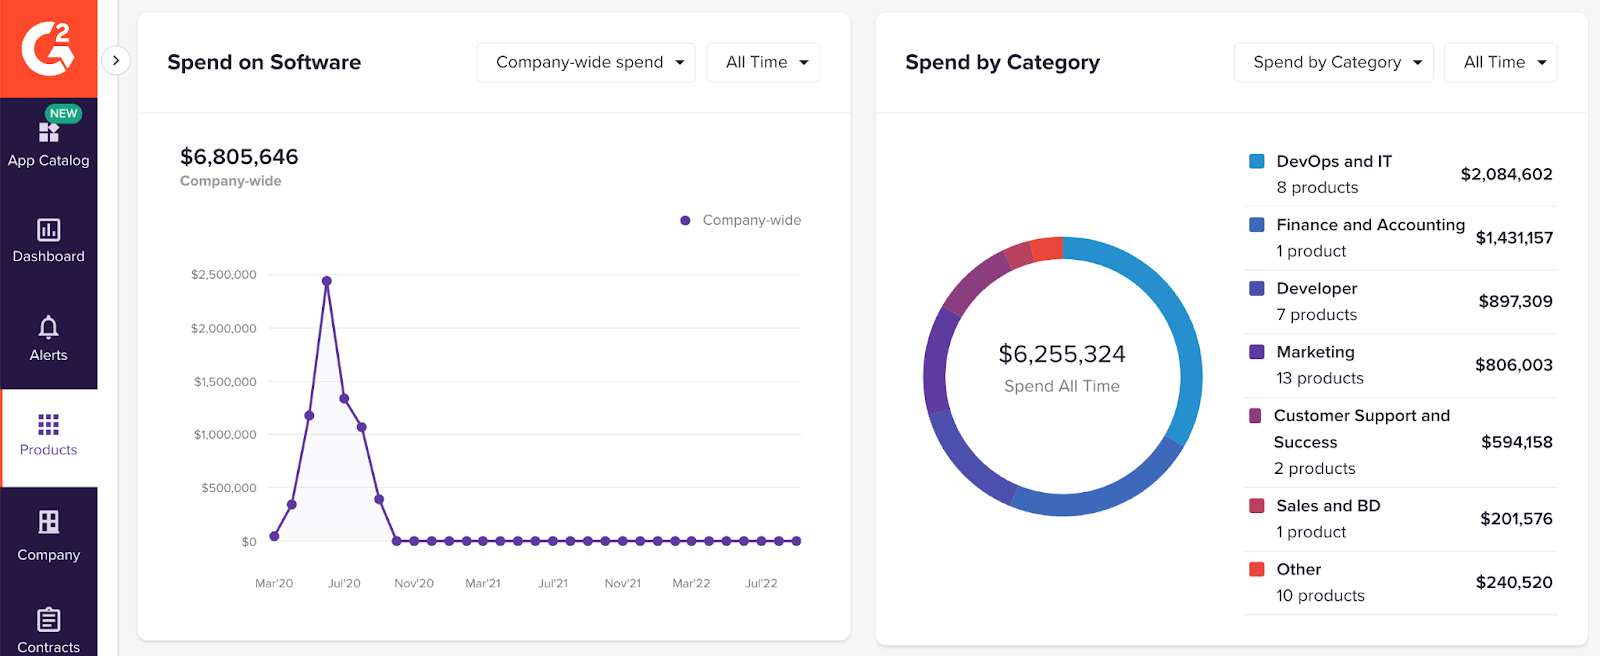 G2
NEW
App Catalog
Dashboard
Alerts
Products
Company
Contracts
Spend on Software
Company-wide spend
All Time
$6,805,646
Company-wide
Company-wide
$2,500,000
$2,000,000
$1,500,000
$1,000,000
$500,000
$0
Mar'20 Jul'20 Nov'20 Mar'21 Jul'21 Nov'21 Mar'22 Jul'22
Spend by Category
Spend by Category
All Time
$6,255,324
Spend All Time
DevOps and IT
8 products
$2,084,602
Finance and Accounting
1 product
$1,431,157
Developer
7 products
$897,309
Marketing
13 products
$806,003
Customer Support and
Success
2 products
$594,158
Sales and BD
1 product
$201,576
Other
10 products
$240,520